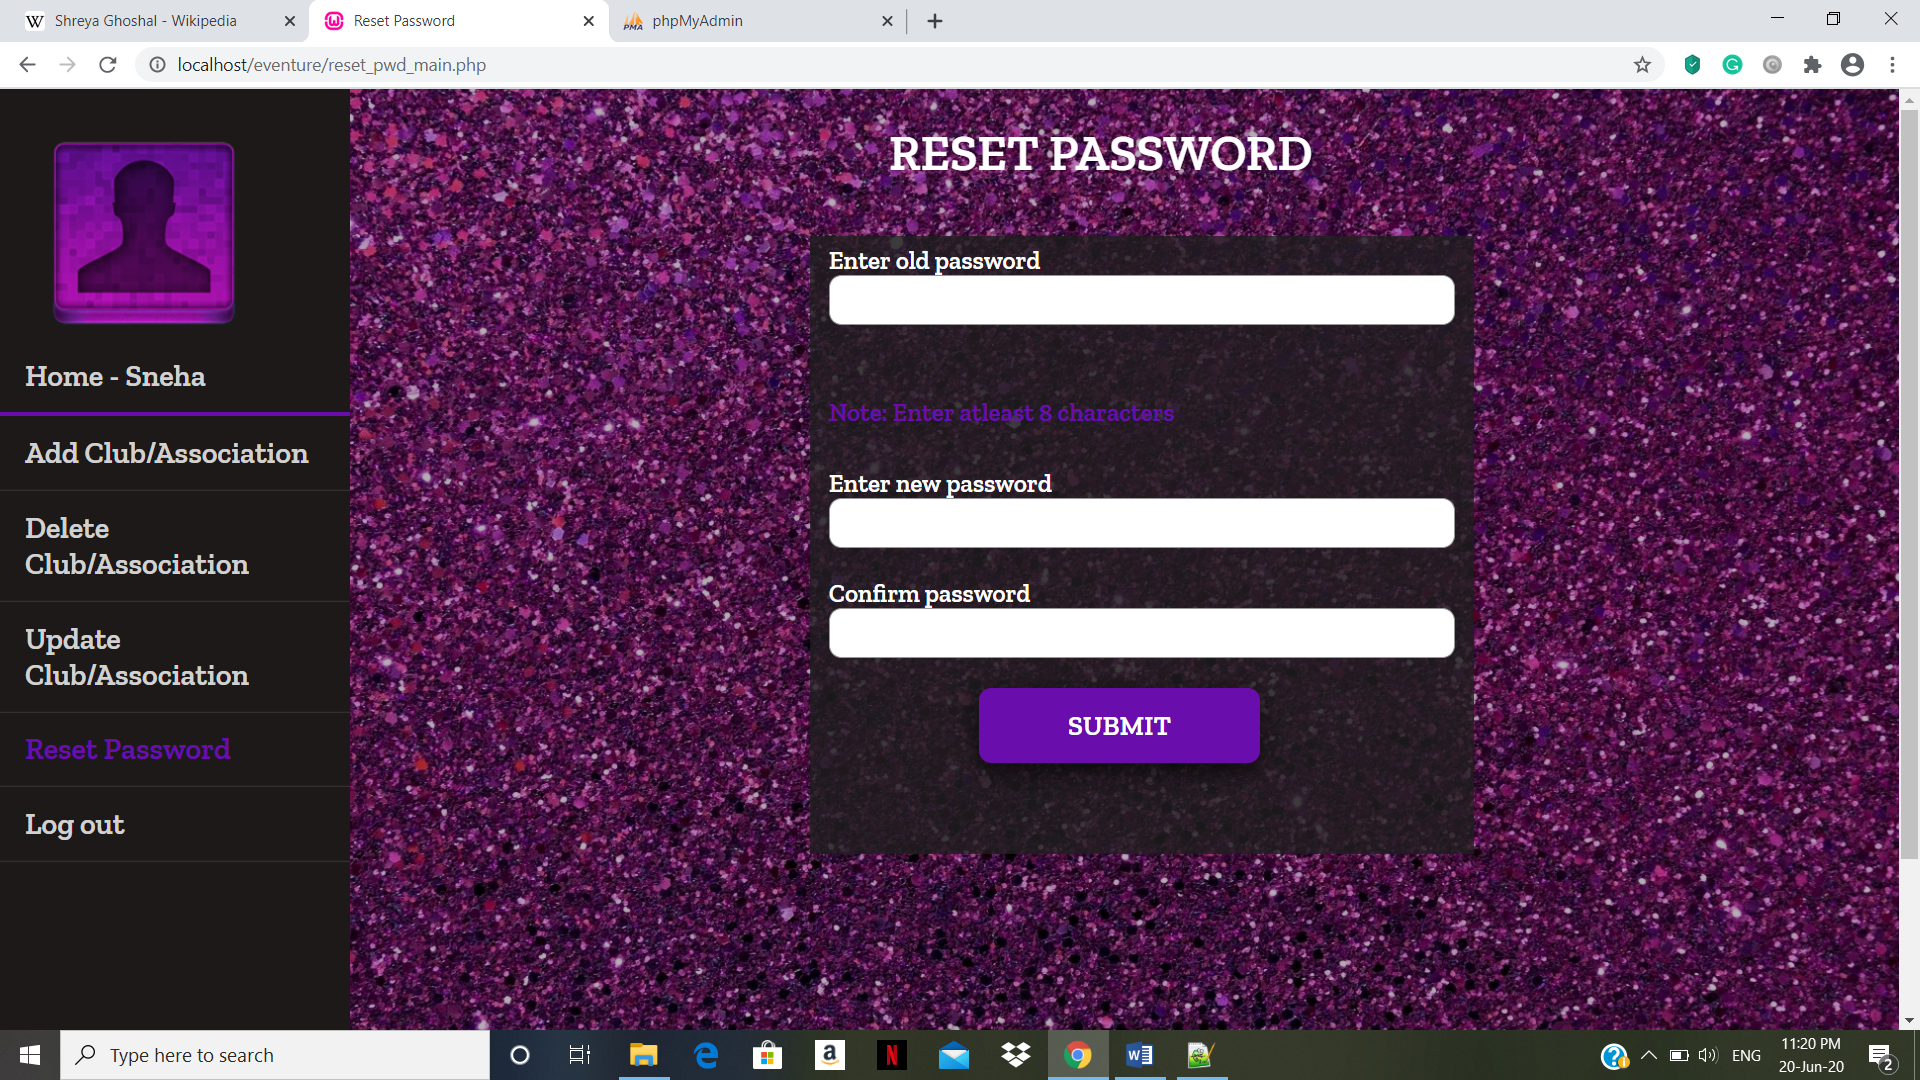 Shreya Ghoshal - Wikipedia
Reset Password
phpMyAdmin
localhost/eventure/reset_pwd_main.php
RESET PASSWORD
Home - Sneha
Add Club/Association
Delete
Club/Association
Update
Club/Association
Reset Password
Log out
Enter old password
Note: Enter atleast 8 characters
Enter new password
Confirm password
SUBMIT
Type here to search
ENG
11:20 PM
20-Jun-20
2